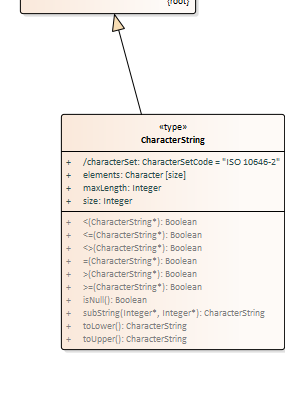 {root}
«type»
CharacterString
+ /characterSet: CharacterSetCode = "ISO 10646-2"
+ elements: Character [size]
+ maxLength: Integer
+ size: Integer
+ <(CharacterString*): Boolean
+ <=(CharacterString*): Boolean
+ <>(CharacterString*): Boolean
+ =(CharacterString*): Boolean
+ >(CharacterString*): Boolean
+ >=(CharacterString*): Boolean
+ isNull(): Boolean
+ subString(Integer*, Integer*): CharacterString
+ toLower(): CharacterString
+ toUpper(): CharacterString